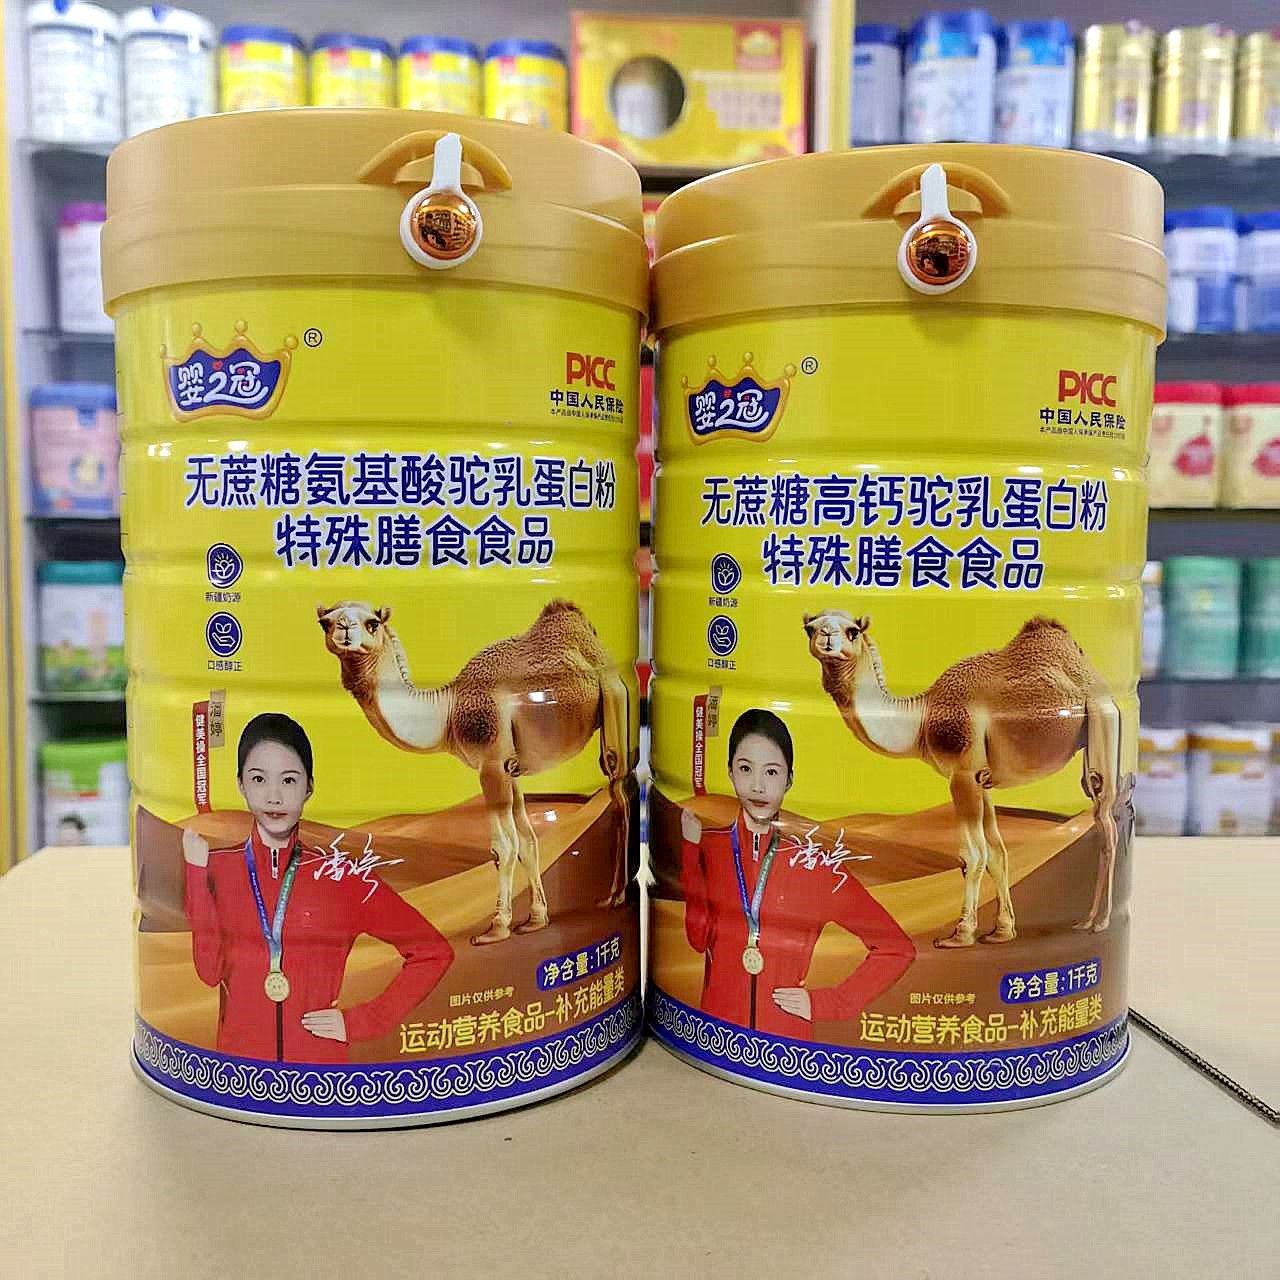 婴之冠
®
PICC
中国人民保险
无蔗糖氨基酸驼乳蛋白粉
特殊膳食食品
新疆奶源
口感醇正
潘婷
健美操全国冠军
潘婷
净含量:1千克
图片仅供参考
运动营养食品-补充能量类
婴之冠
®
PICC
中国人民保险
无蔗糖高钙驼乳蛋白粉
特殊膳食食品
新疆奶源
口感醇正
潘婷
健美操全国冠军
潘婷
净含量:1千克
图片仅供参考
运动营养食品-补充能量类